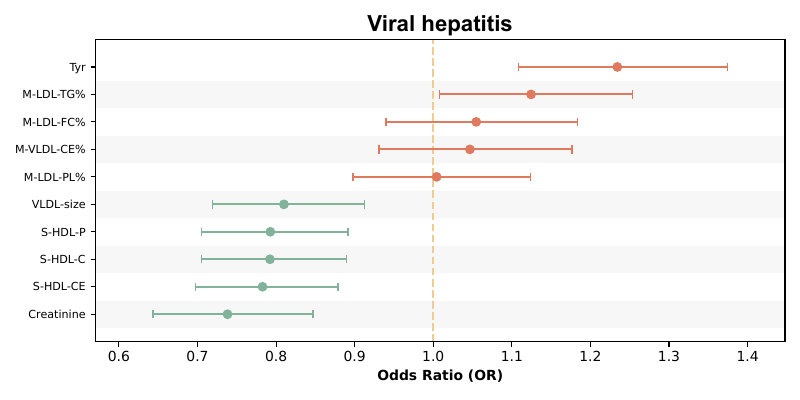 Viral hepatitis
Tyr
M-LDL-TG%
M-LDL-FC%
M-VLDL-CE%
M-LDL-PL%
VLDL-size
S-HDL-P
S-HDL-C
S-HDL-CE
Creatinine
0.6 0.7 0.8 0.9 1.0 1.1 1.2 1.3 1.4
Odds Ratio (OR)